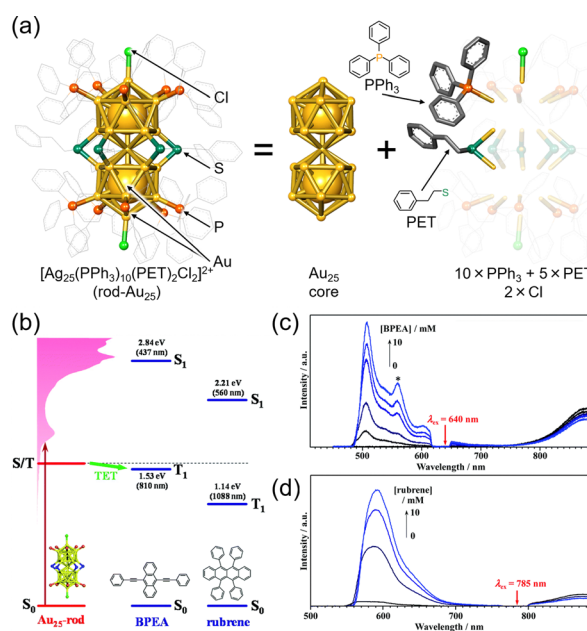 (a)
Cl
S
P
Au
[Ag25(PPh3)10(PET)2Cl2]2+
(rod-Au25)
=
Au25
core
+
P
PPh3
S
PET
10 × PPh3 + 5 × PET
2 × Cl
(b)
2.84 eV
(437 nm)
S1
2.21 eV
(560 nm)
S1
S/T
TET
T1
1.53 eV
(810 nm)
1.14 eV
(1088 nm)
T1
S0
Au25-rod
BPEA
S0
rubrene
S0
(c)
Intensity / a.u.
[BPEA] / mM
10
0
*
λex = 640 nm
500 600 700 800
Wavelength / nm
(d)
Intensity / a.u.
[rubrene]
/ mM
10
0
λex = 785 nm
500 600 700 800
Wavelength / nm